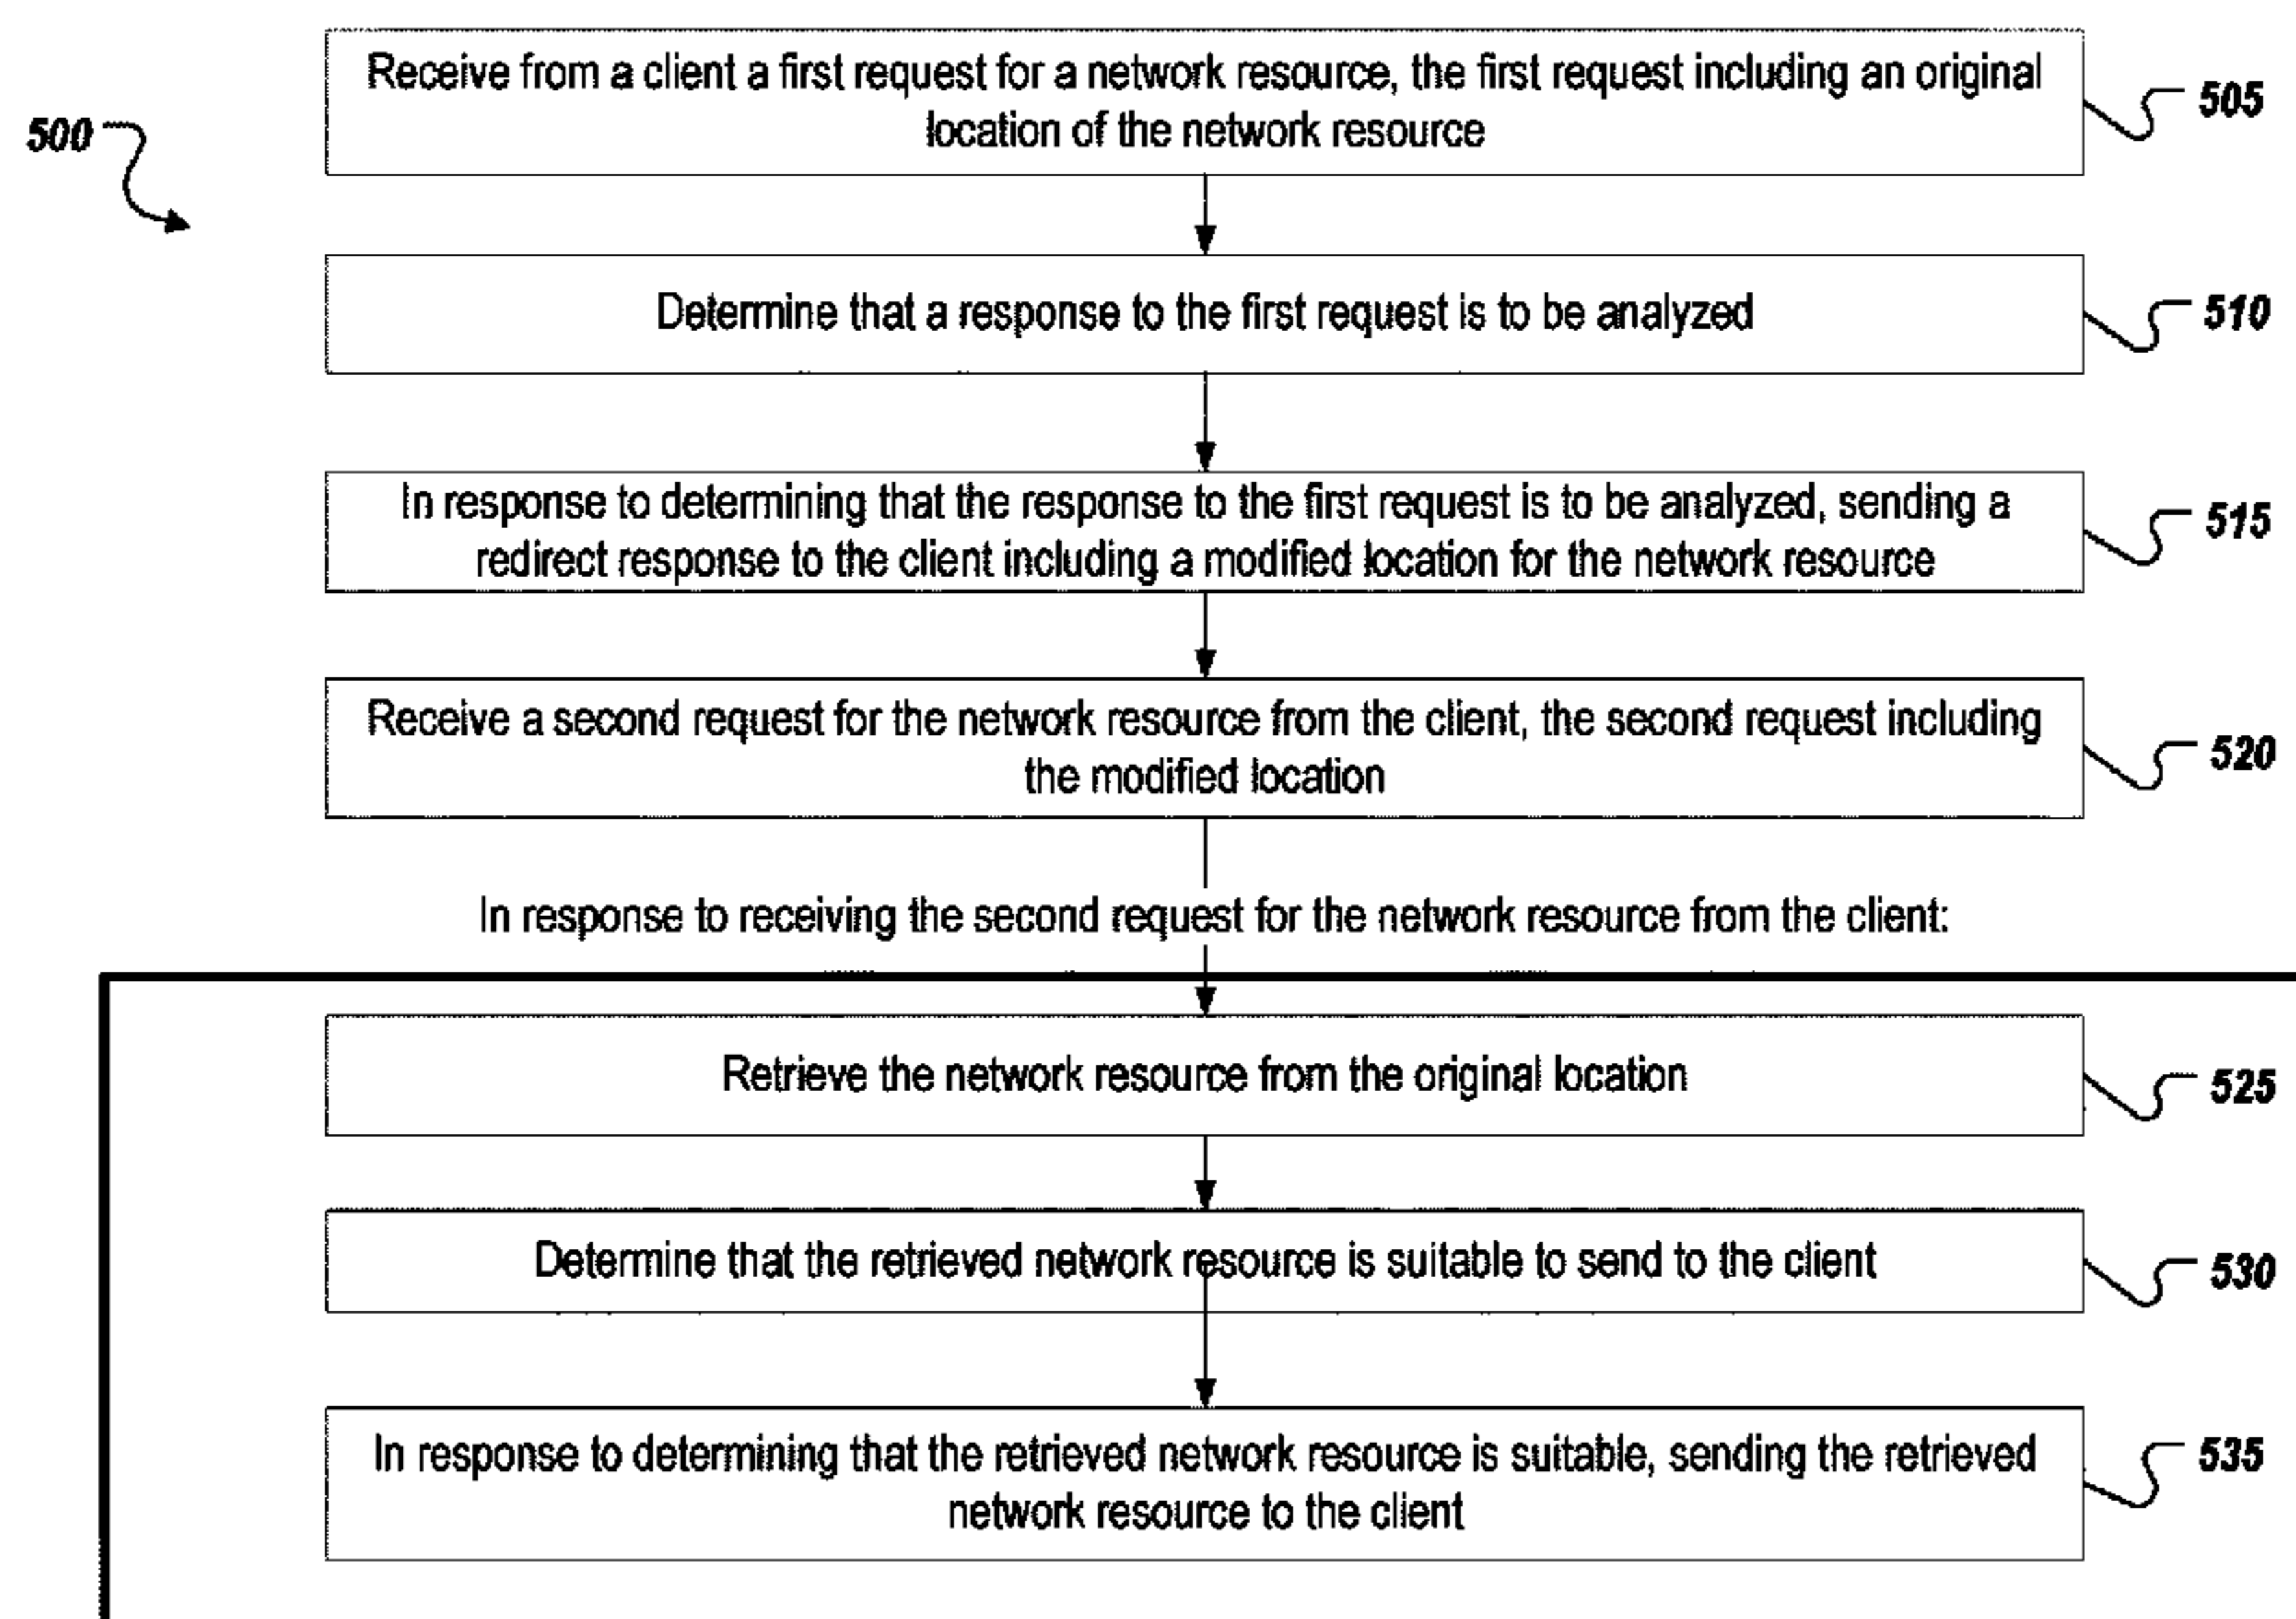 Receive from a client a first request for a network resource, the first request including an original
location of the network resource
505
500
Determine that a response to the first request is to be analyzed
510
In response to determining that the response to the first request is to be analyzed, sending a
redirect response to the client including a modified location for the network resource
515
Receive a second request for the network resource from the client, the second request including
the modified location
520
In response to receiving the second request for the network resource from the client:
Retrieve the network resource from the original location
525
Determine that the retrieved network resource is suitable to send to the client
530
In response to determining that the retrieved network resource is suitable, sending the retrieved
network resource to the client
535